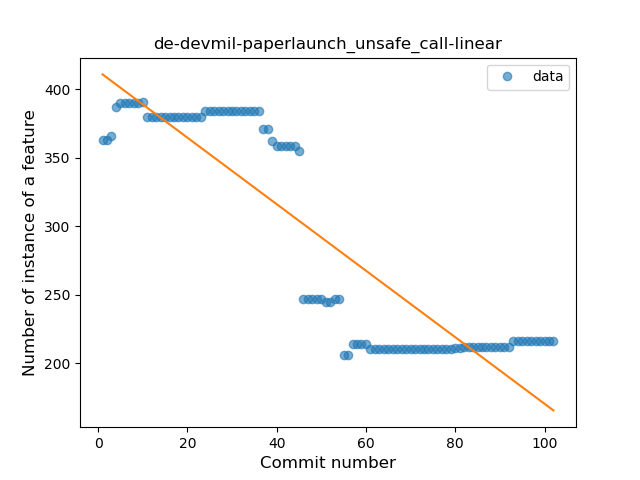 de-devmil-paperlaunch_unsafe_call-linear
data
Number of instance of a feature
400
350
300
250
200
0 20 40 60 80 100
Commit number